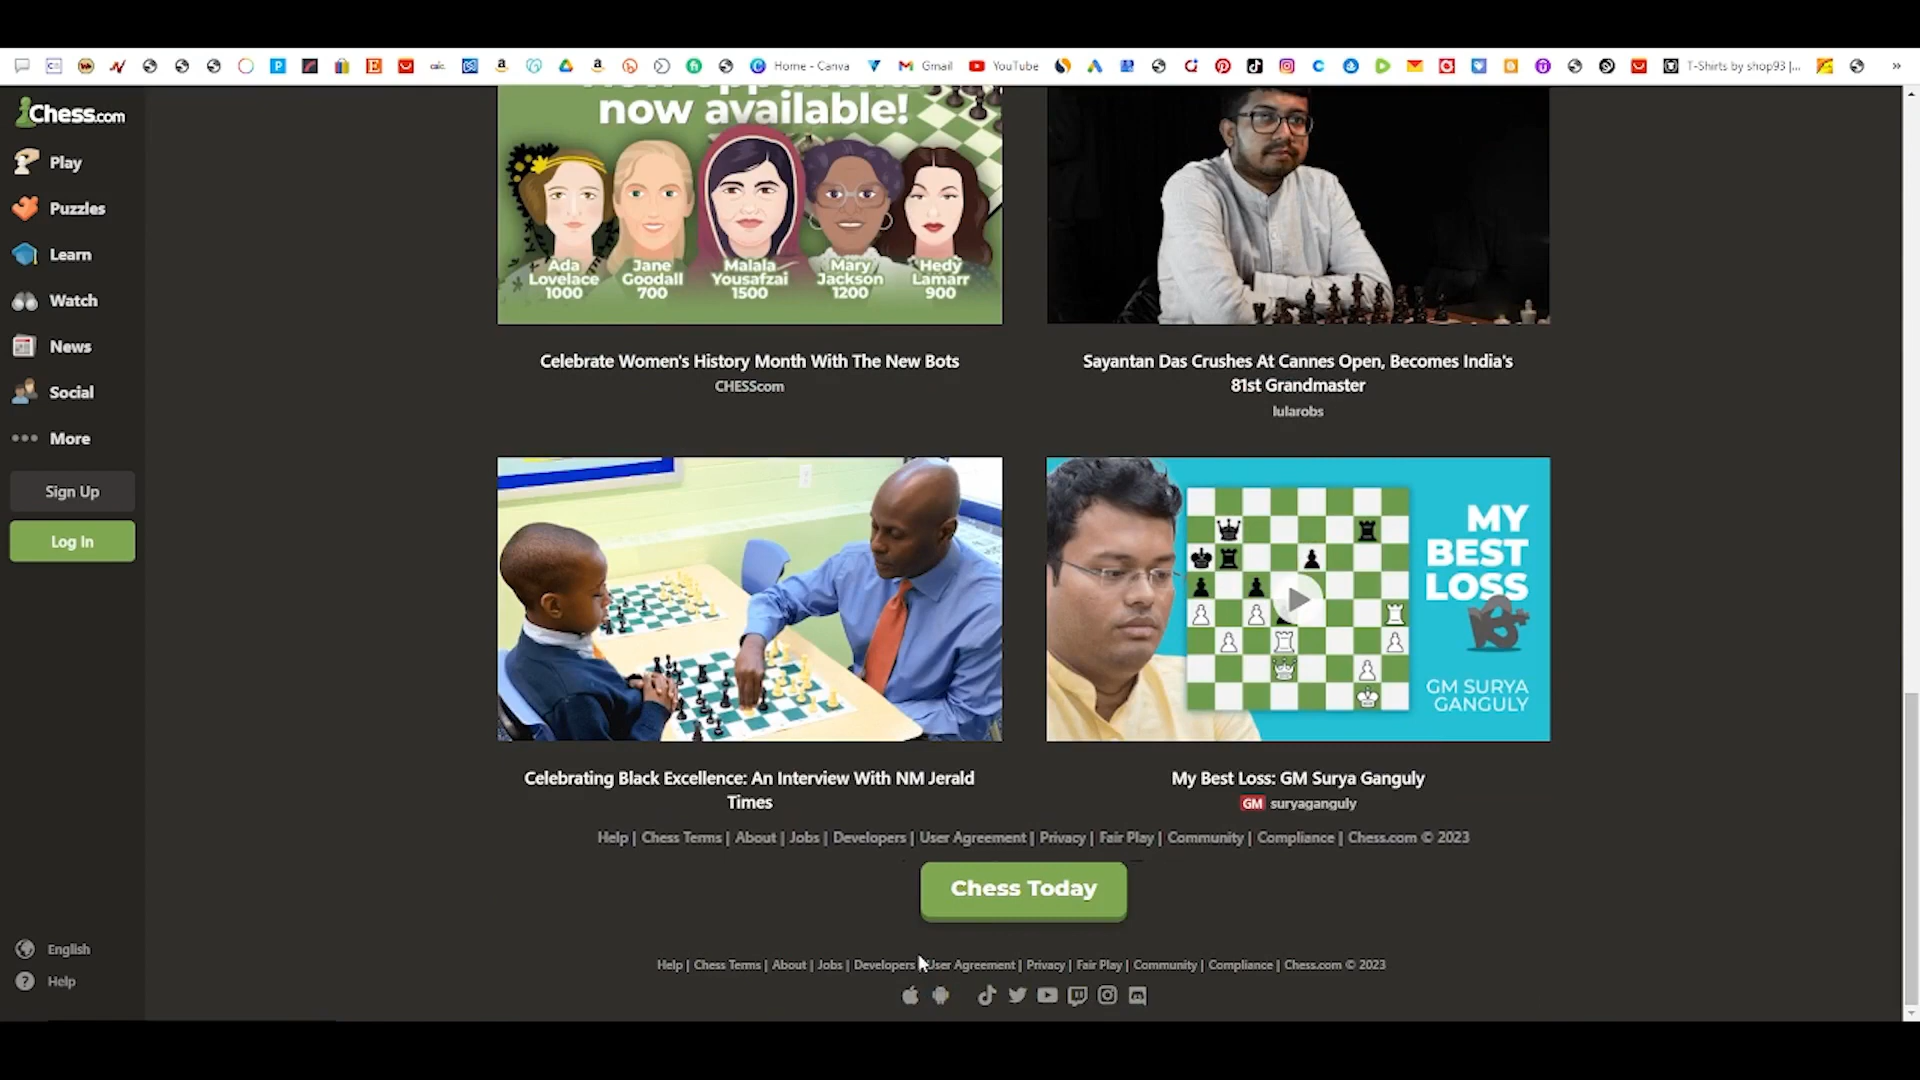 Home - Canva
Gmail
YouTube
T-Shirts by shop93 |...
»
Chess.com
Play
Puzzles
Learn
Watch
News
Social
More
Sign Up
Log In
English
Help
now available!
Ada Lovelace 1000
Jane Goodall 700
Malala Yousafzai 1500
Mary Jackson 1200
Hedy Lamarr 900
Celebrate Women's History Month With The New Bots
CHESScom
Sayantan Das Crushes At Cannes Open, Becomes India's
81st Grandmaster
lularobs
MY
BEST
LOSS
GM SURYA
GANGULY
Celebrating Black Excellence: An Interview With NM Jerald
Times
My Best Loss: GM Surya Ganguly
GM suryaganguly
Help | Chess Terms | About | Jobs | Developers | User Agreement | Privacy | Fair Play | Community | Compliance | Chess.com © 2023
Chess Today
Help | Chess Terms | About | Jobs | Developers | User Agreement | Privacy | Fair Play | Community | Compliance | Chess.com © 2023